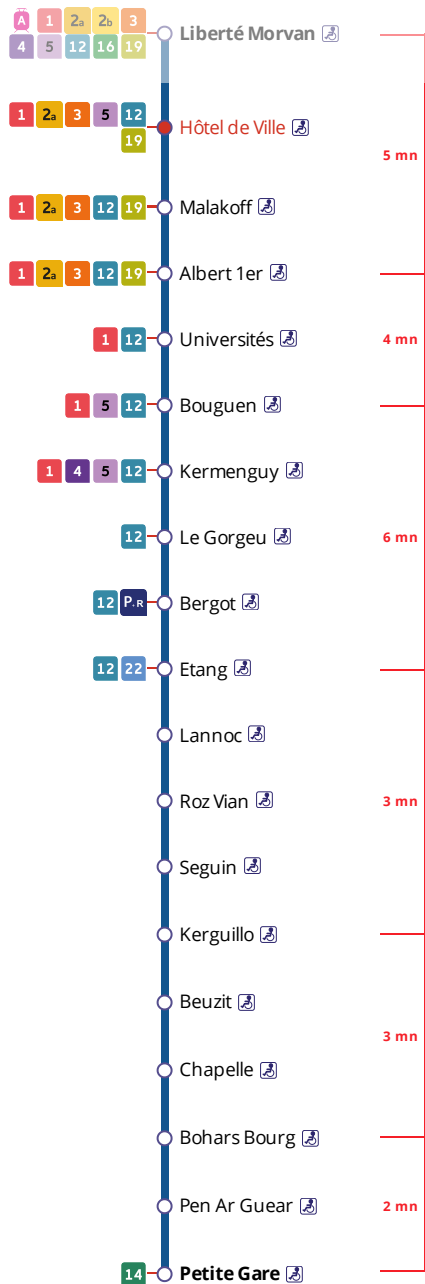 A 1 2a 2b 3
Liberté Morvan
4 5 12 16 19
1 2a 3 5 12
Hôtel de Ville
19
5 mn
1 2a 3 12 19 Malakoff
1 2a 3 12 19 Albert 1er
1 12 Universités
4 mn
1 5 12 Bouguen
1 4 5 12 Kermenguy
12 Le Gorgeu
6 mn
12 P+R Bergot
12 22 Etang
Lannoc
Roz Vian
3 mn
Seguin
Kerguillo
Beuzit
3 mn
Chapelle
Bohars Bourg
Pen Ar Guear
2 mn
14 Petite Gare